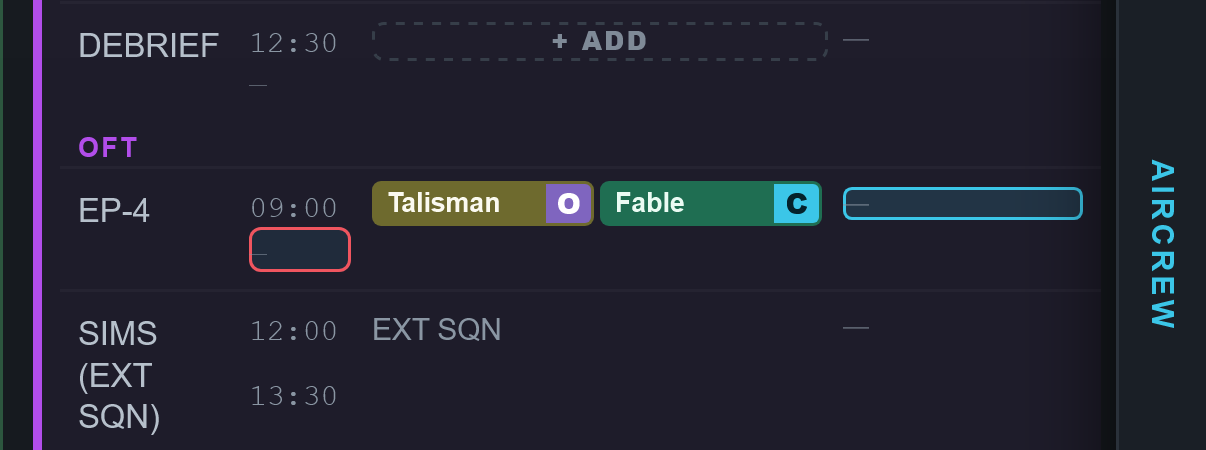 DEBRIEF 12:30 + ADD —
—
OFT
EP-4 09:00 Talisman O Fable C —
—
SIMS (EXT SQN) 12:00 EXT SQN —
13:30
AIRCREW